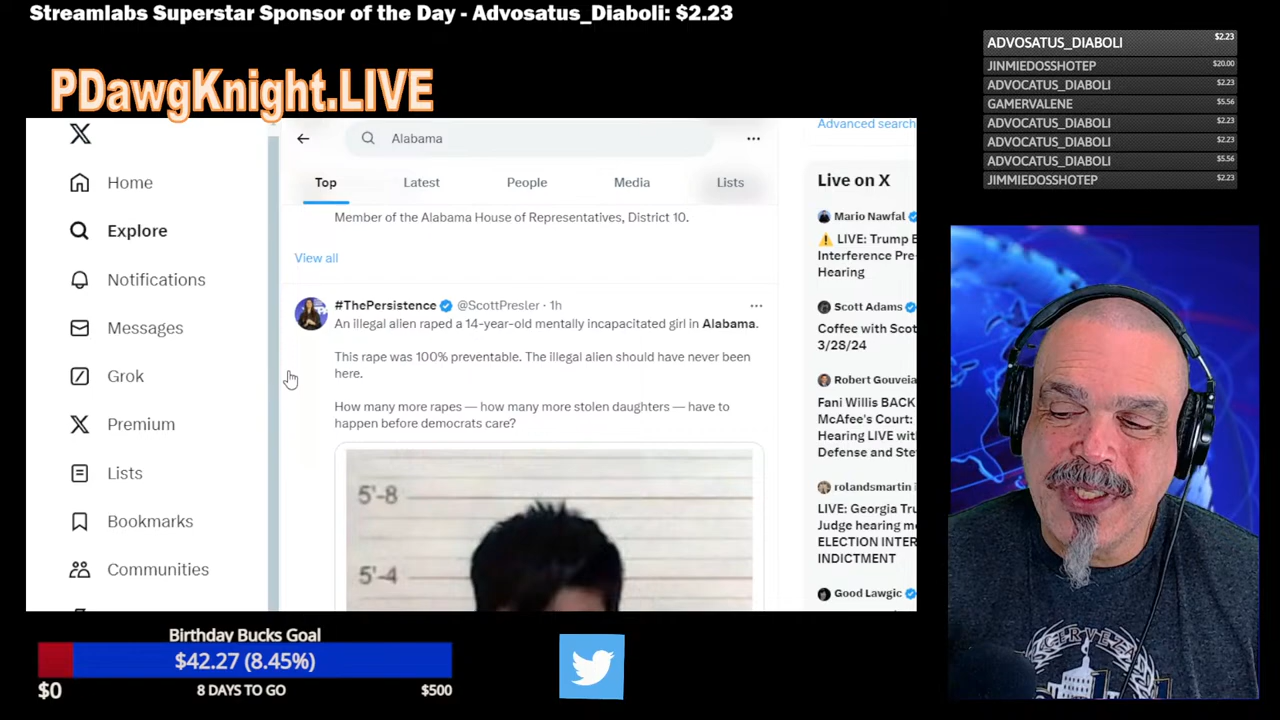 Streamlabs Superstar Sponsor of the Day - Advosatus_Diaboli: $2.23
PDawgKnight.LIVE
ADVOSATUS_DIABOLI $2.23
JINMIEDOSSHOTEP $20.00
ADVOCATUS_DIABOLI $2.23
GAMERVALENE $5.56
ADVOCATUS_DIABOLI $2.23
ADVOCATUS_DIABOLI $2.23
ADVOCATUS_DIABOLI $5.56
JIMMIEDOSSHOTEP $2.23
Home
Explore
Notifications
Messages
Grok
Premium
Lists
Bookmarks
Communities
Alabama
Top Latest People Media Lists
Member of the Alabama House of Representatives, District 10.
View all
#ThePersistence @ScottPresler · 1h
An illegal alien raped a 14-year-old mentally incapacitated girl in Alabama.
This rape was 100% preventable. The illegal alien should have never been
here.
How many more rapes — how many more stolen daughters — have to
happen before democrats care?
5'-8
5'-4
Advanced search
Live on X
Mario Nawfal
LIVE: Trump E
Interference Pre-
Hearing
Scott Adams
Coffee with Scot
3/28/24
Robert Gouveia
Fani Willis BACK
McAfee's Court:
Hearing LIVE with
Defense and Ste
rolandsmartin
LIVE: Georgia Tru
Judge hearing mo
ELECTION INTER
INDICTMENT
Good Lawgic
Birthday Bucks Goal
$42.27 (8.45%)
$0 8 DAYS TO GO $500
CERVEZA